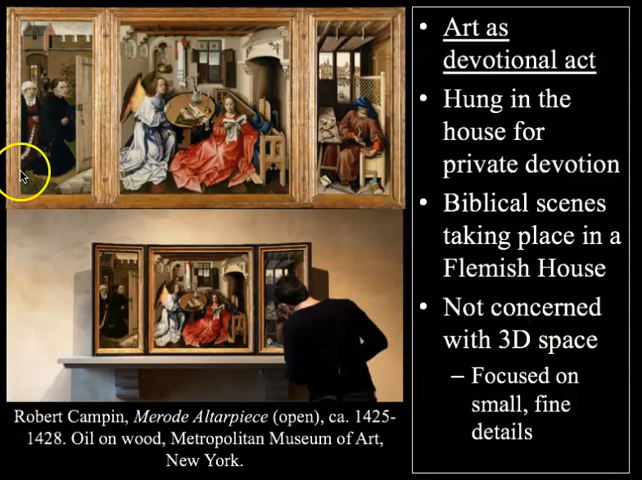 • Art as
devotional act
• Hung in the
house for
private devotion
• Biblical scenes
taking place in a
Flemish House
• Not concerned
with 3D space
– Focused on
small, fine
details
Robert Campin, Merode Altarpiece (open), ca. 1425-
1428. Oil on wood, Metropolitan Museum of Art,
New York.